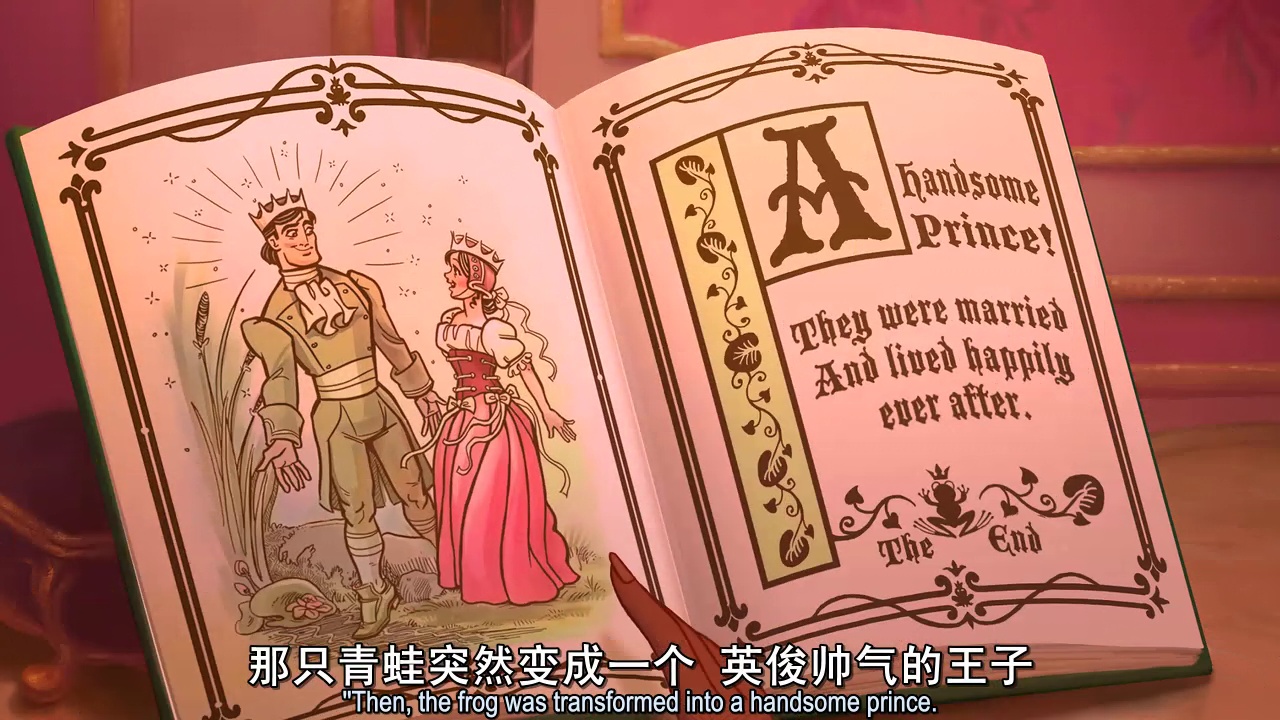 A handsome
Prince!
They were married
And lived happily
ever after.
The End
那只青蛙突然变成一个 英俊帅气的王子
"Then, the frog was transformed into a handsome prince.